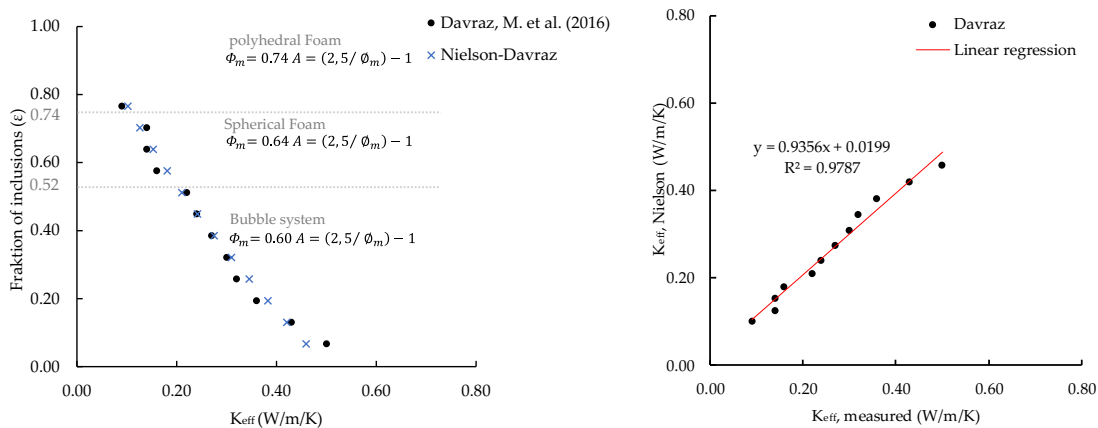 1.00
0.80
0.74
0.60
0.52
0.40
0.20
0.00
Fraktion of inclusions (ε)
polyhedral Foam
Φm= 0.74 A = (2,5/ Ø_m) − 1
Spherical Foam
Φm= 0.64 A = (2,5/ Ø_m) − 1
Bubble system
Φm= 0.60 A = (2,5/ Ø_m) − 1
Davraz, M. et al. (2016)
Nielson-Davraz
0.00 0.20 0.40 0.60 0.80
Keff (W/m/K)
0.80
0.60
0.40
0.20
0.00
Keff, Nielson (W/m/K)
Davraz
Linear regression
y = 0.9356x + 0.0199
R² = 0.9787
0.00 0.20 0.40 0.60 0.80
Keff, measured (W/m/K)